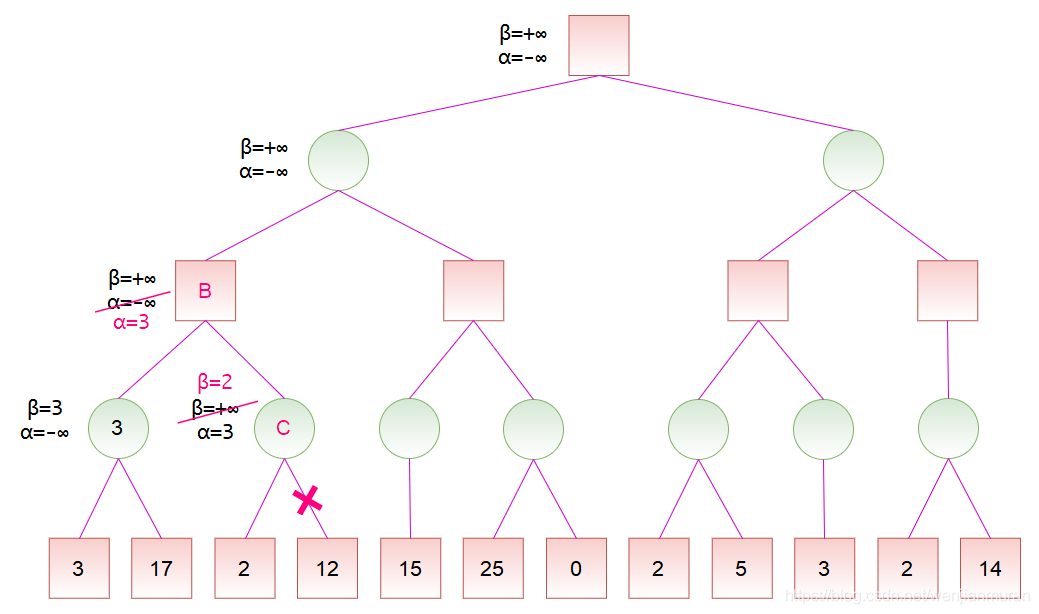 β=+∞
α=-∞
β=+∞
α=-∞
β=+∞
α=-∞
α=3
B
β=3
α=-∞
3
β=2
β=+∞
α=3
C
3
17
2
12
15
25
0
2
5
3
2
14
https://blog.csdn.net/wenjianmuran